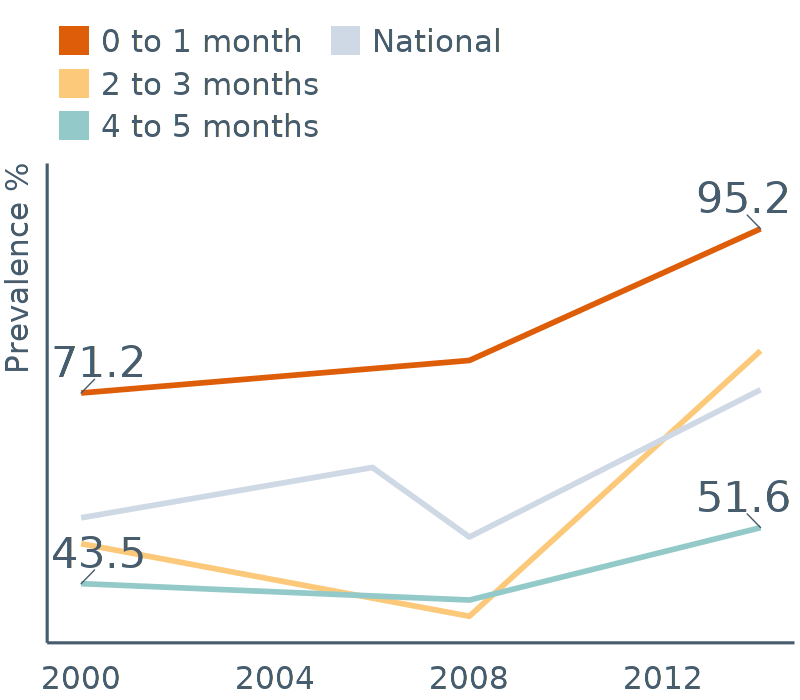 0 to 1 month
National
2 to 3 months
4 to 5 months
Prevalence %
95.2
71.2
51.6
43.5
2000 2004 2008 2012